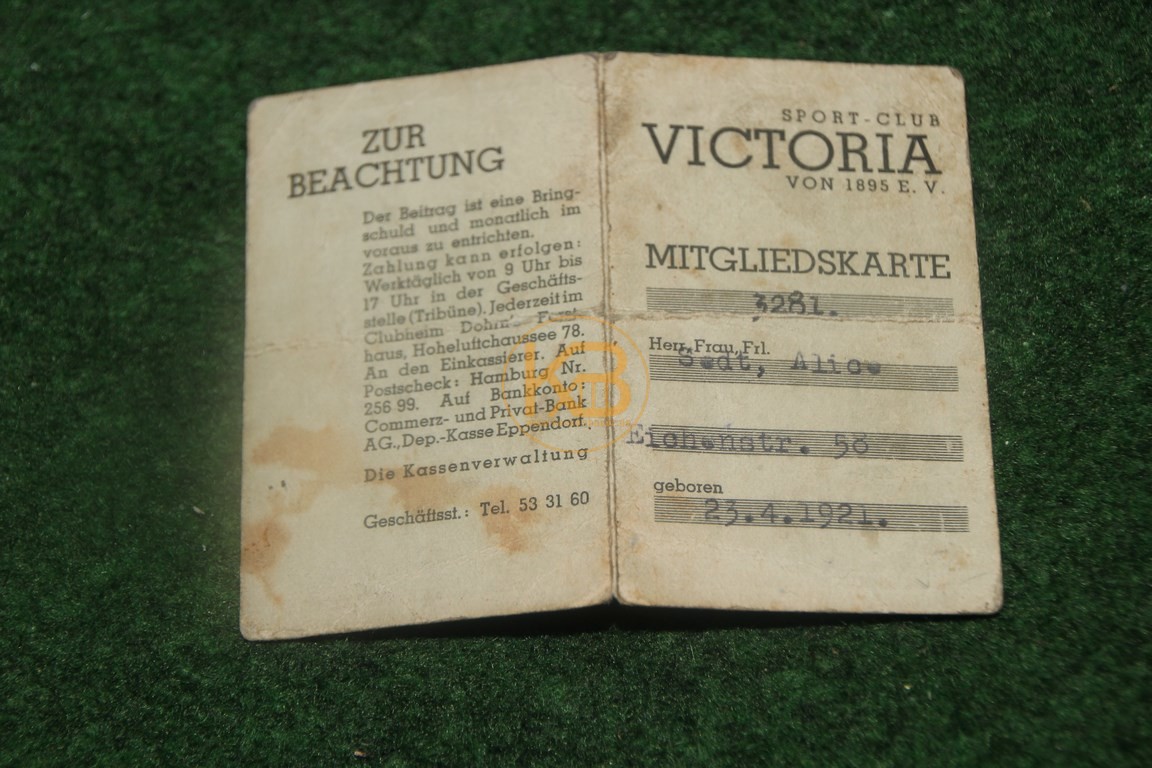 ZUR
BEACHTUNG
Der Beitrag ist eine Bring-
schuld und monatlich im
voraus zu entrichten.
Zahlung kann erfolgen:
Werktäglich von 9 Uhr bis
17 Uhr in der Geschäfts-
stelle (Tribüne). Jederzeit im
Clubheim
haus, Hoheluftchaussee 78.
An den Einkassierer. Auf
Postscheck: Hamburg Nr.
256 99. Auf Bankkonto:
Commerz- und Privat-Bank
AG., Dep.-Kasse Eppendorf.
Die Kassenverwaltung
Geschäftsst.: Tel. 53 31 60
SPORT-CLUB
VICTORIA
VON 1895 E. V.
MITGLIEDSKARTE
3281.
Herr, Frau, Frl.
Alice
Eichenstr. 58
geboren
23.4.1921.